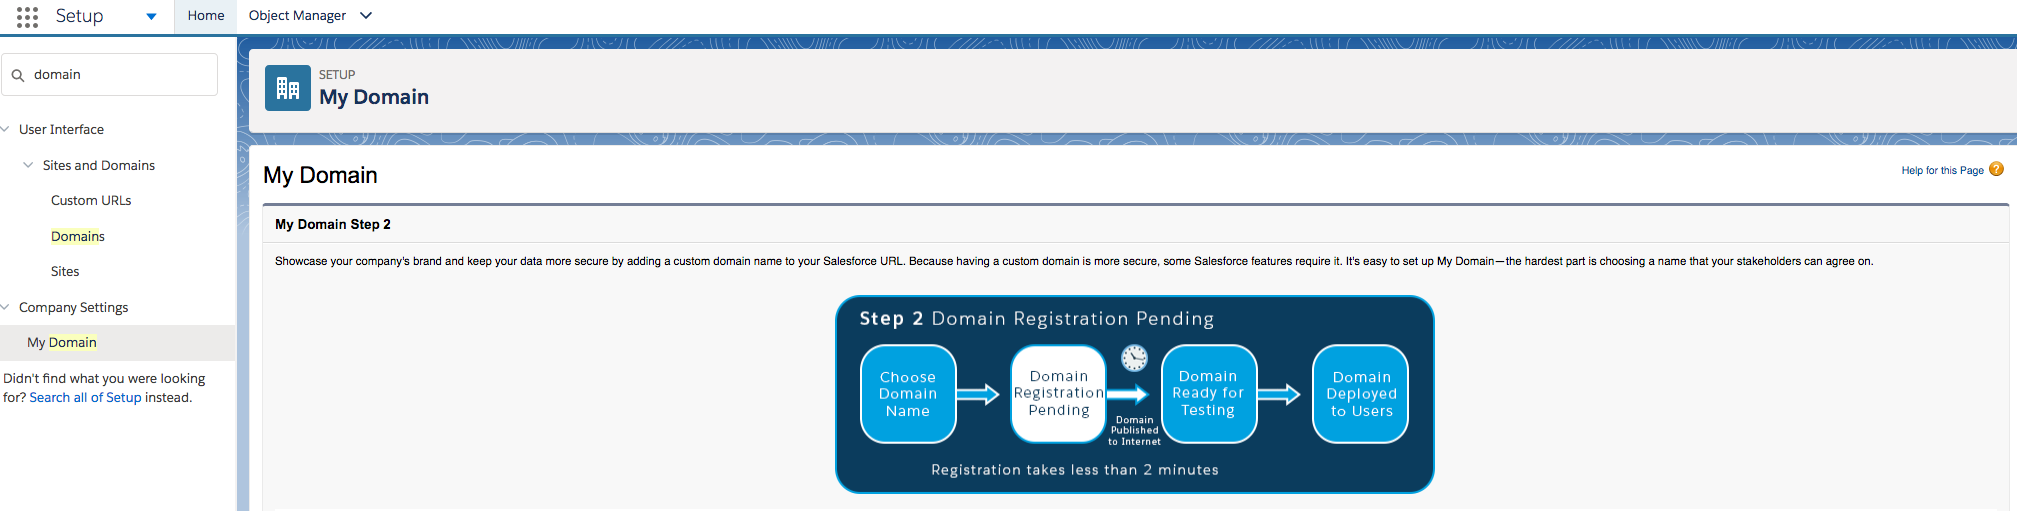 Setup
Home
Object Manager
domain
User Interface
Sites and Domains
Custom URLs
Domains
Sites
Company Settings
My Domain
Didn't find what you were looking
for? Search all of Setup instead.
SETUP
My Domain
My Domain
Help for this Page ?
My Domain Step 2
Showcase your company's brand and keep your data more secure by adding a custom domain name to your Salesforce URL. Because having a custom domain is more secure, some Salesforce features require it. It's easy to set up My Domain—the hardest part is choosing a name that your stakeholders can agree on.
Step 2 Domain Registration Pending
Choose
Domain
Name
Domain
Registration
Pending
Domain
Published
to Internet
Domain
Ready for
Testing
Domain
Deployed
to Users
Registration takes less than 2 minutes